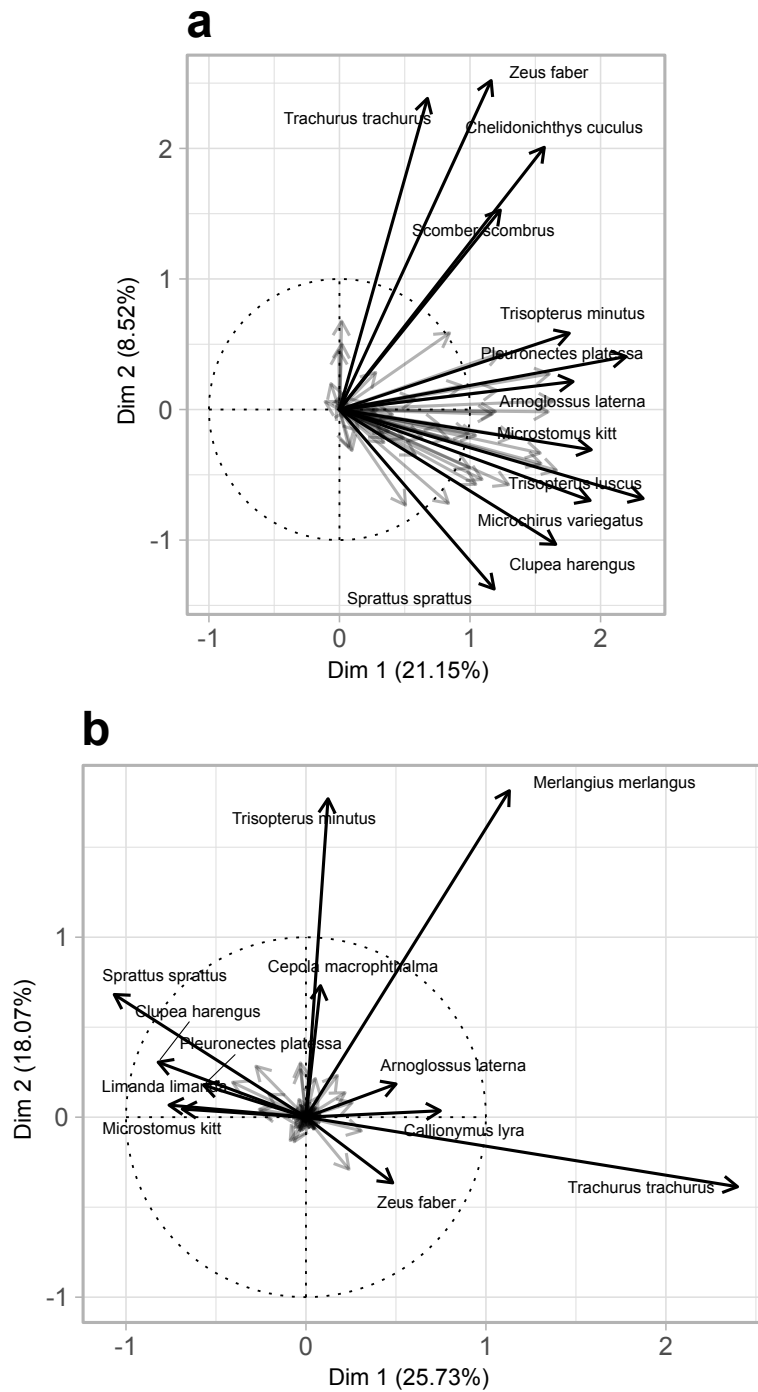 a
Zeus faber
Trachurus trachurus
Chelidonichthys cuculus
2
Scomber scombrus
1
Trisopterus minutus
Pleuronectes platessa
Arnoglossus laterna
0
Microstomus kitt
Trisopterus luscus
Microchirus variegatus
-1
Clupea harengus
Sprattus sprattus
-1 0 1 2
Dim 1 (21.15%)
Dim 2 (8.52%)
b
Merlangius merlangus
Trisopterus minutus
1
Cepola macrophthalma
Sprattus sprattus
Clupea harengus
Pleuronectes platessa
Arnoglossus laterna
Limanda limanda
0
Microstomus kitt
Callionymus lyra
Trachurus trachurus
Zeus faber
-1
-1 0 1 2
Dim 1 (25.73%)
Dim 2 (18.07%)